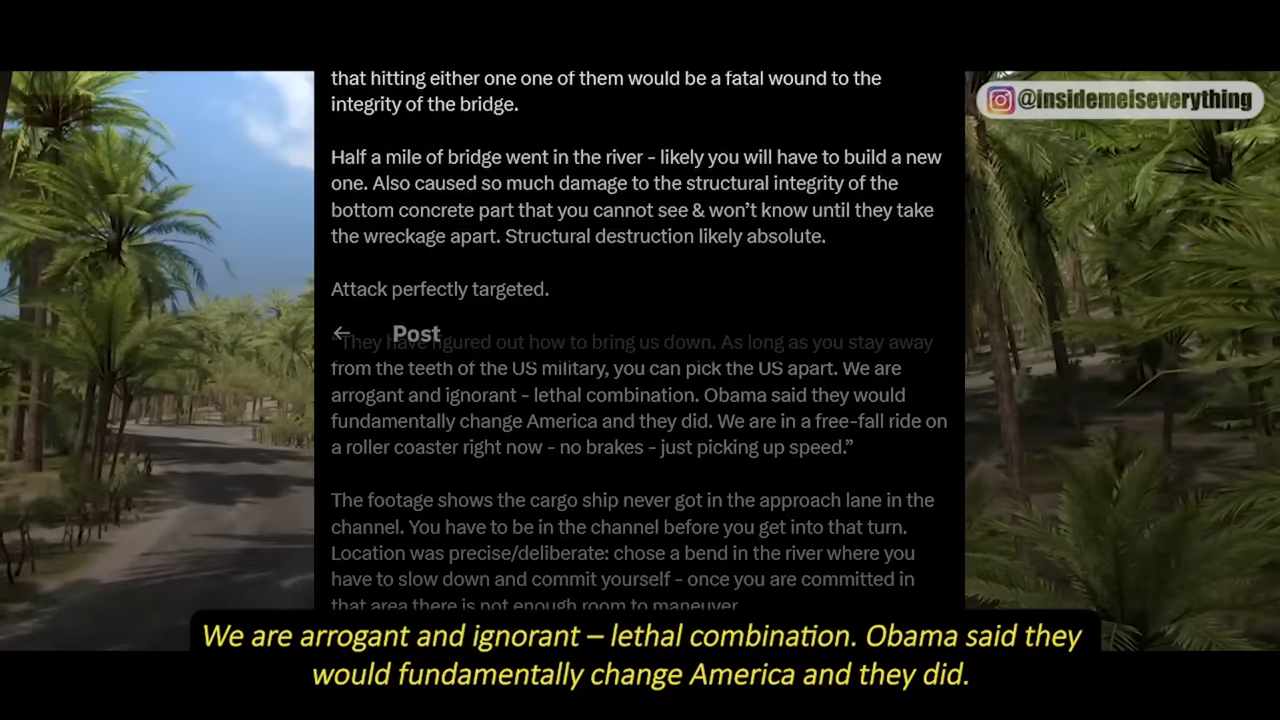 that hitting either one one of them would be a fatal wound to the
integrity of the bridge.
@insidemeiseverything
Half a mile of bridge went in the river – likely you will have to build a new
one. Also caused so much damage to the structural integrity of the
bottom concrete part that you cannot see & won’t know until they take
the wreckage apart. Structural destruction likely absolute.
Attack perfectly targeted.
Post
“They have figured out how to bring us down. As long as you stay away
from the teeth of the US military, you can pick the US apart. We are
arrogant and ignorant – lethal combination. Obama said they would
fundamentally change America and they did. We are in a free-fall ride on
a roller coaster right now – no brakes – just picking up speed.”
The footage shows the cargo ship never got in the approach lane in the
channel. You have to be in the channel before you get into that turn.
Location was precise/deliberate: chose a bend in the river where you
have to slow down and commit yourself – once you are committed in
that area there is not enough room to maneuver
We are arrogant and ignorant – lethal combination. Obama said they
would fundamentally change America and they did.